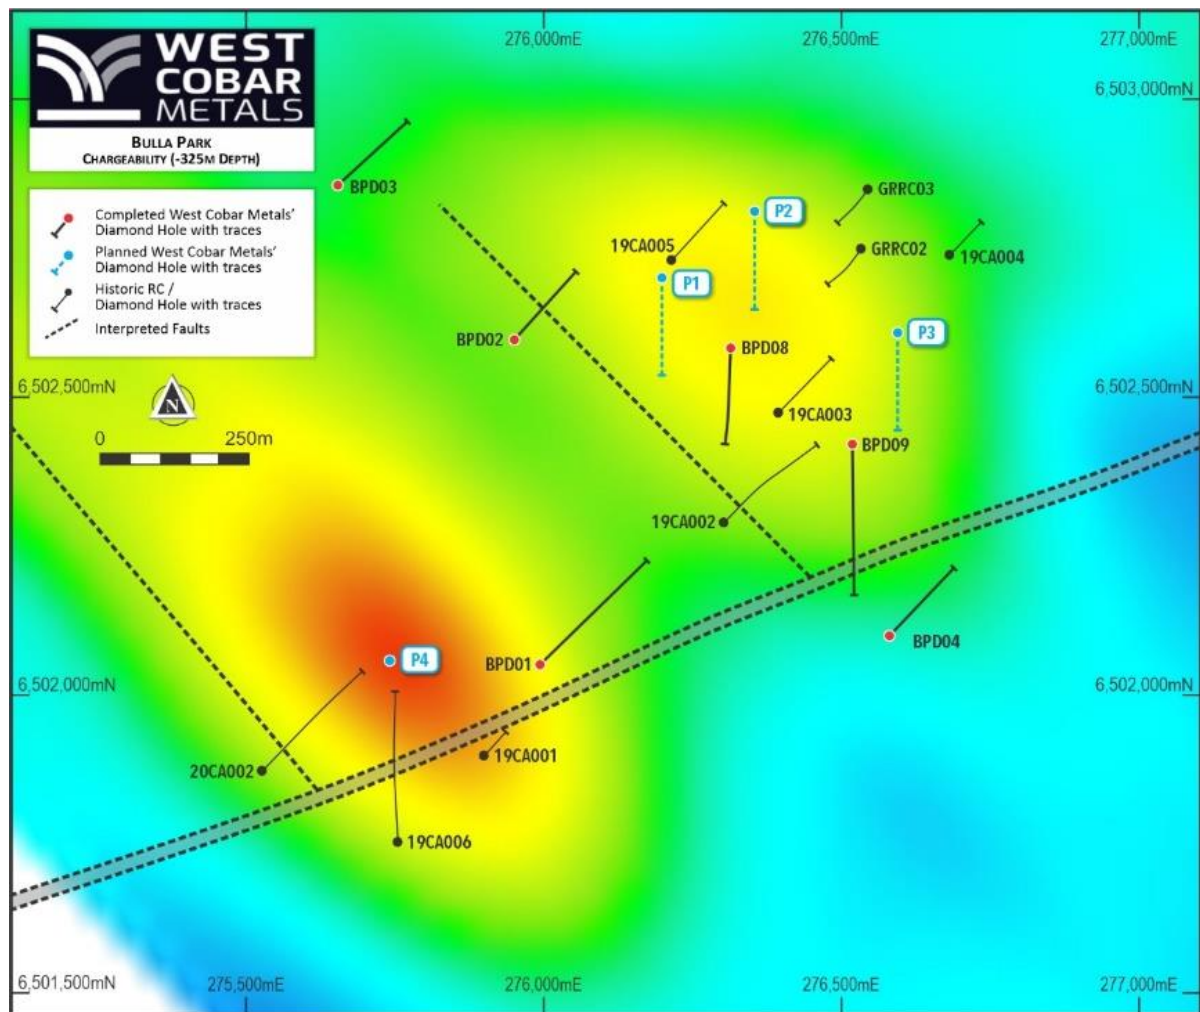 WEST
COBAR
METALS
BULLA PARK
CHARGEABILITY (-325M DEPTH)
Completed West Cobar Metals'
Diamond Hole with traces
Planned West Cobar Metals'
Diamond Hole with traces
Historic RC /
Diamond Hole with traces
Interpreted Faults
276,000mE
276,500mE
277,000mE
6,503,000mN
BPD03
GRRC03
P2
19CA005
GRRC02
19CA004
P1
P3
BPD02
BPD08
6,502,500mN
6,502,500mN
N
0
250m
19CA003
BPD09
19CA002
BPD04
P4
BPD01
6,502,000mN
6,502,000mN
19CA001
20CA002
19CA006
6,501,500mN
275,500mE
276,000mE
276,500mE
277,000mE